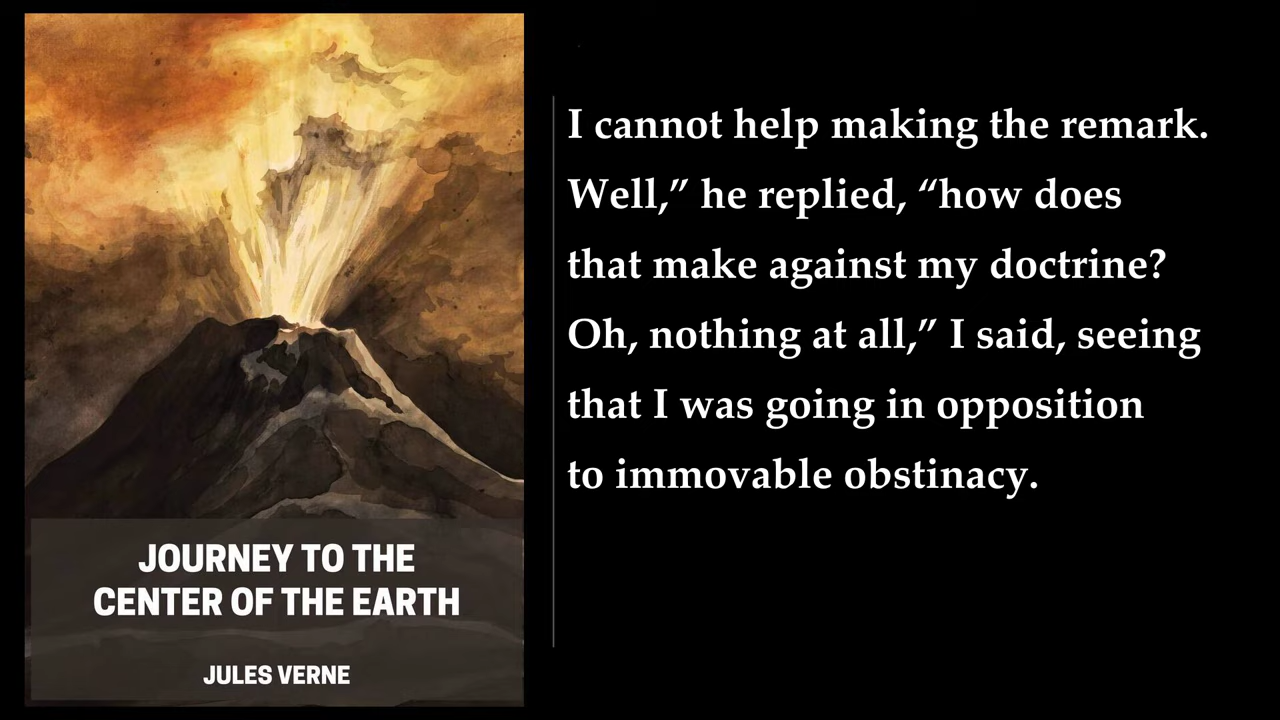 JOURNEY TO THE
CENTER OF THE EARTH
JULES VERNE
I cannot help making the remark.
Well,” he replied, “how does
that make against my doctrine?
Oh, nothing at all,” I said, seeing
that I was going in opposition
to immovable obstinacy.